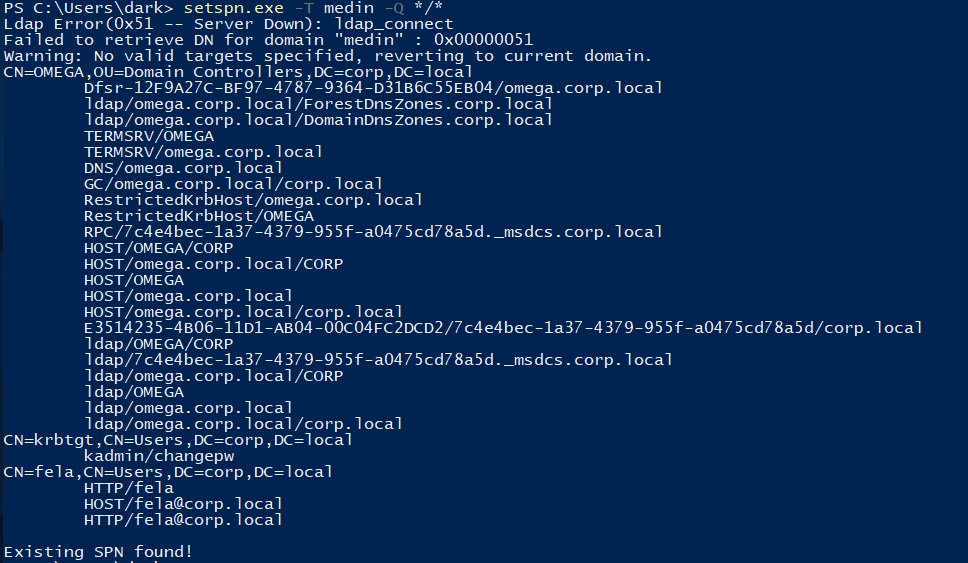 PS C:\Users\dark> setspn.exe -T medin -Q */*
Ldap Error(0x51 -- Server Down): ldap_connect
Failed to retrieve DN for domain "medin" : 0x00000051
Warning: No valid targets specified, reverting to current domain.
CN=OMEGA,OU=Domain Controllers,DC=corp,DC=local
Dfsr-12F9A27C-BF97-4787-9364-D31B6C55EB04/omega.corp.local
ldap/omega.corp.local/ForestDnsZones.corp.local
ldap/omega.corp.local/DomainDnsZones.corp.local
TERMSRV/OMEGA
TERMSRV/omega.corp.local
DNS/omega.corp.local
GC/omega.corp.local/corp.local
RestrictedKrbHost/omega.corp.local
RestrictedKrbHost/OMEGA
RPC/7c4e4bec-1a37-4379-955f-a0475cd78a5d._msdcs.corp.local
HOST/OMEGA/CORP
HOST/omega.corp.local/CORP
HOST/OMEGA
HOST/omega.corp.local
HOST/omega.corp.local/corp.local
E3514235-4B06-11D1-AB04-00C04FC2DCD2/7c4e4bec-1a37-4379-955f-a0475cd78a5d/corp.local
ldap/OMEGA/CORP
ldap/7c4e4bec-1a37-4379-955f-a0475cd78a5d._msdcs.corp.local
ldap/omega.corp.local/CORP
ldap/OMEGA
ldap/omega.corp.local
ldap/omega.corp.local/corp.local
CN=krbtgt,CN=Users,DC=corp,DC=local
kadmin/changepw
CN=fela,CN=Users,DC=corp,DC=local
HTTP/fela
HOST/fela@corp.local
HTTP/fela@corp.local
Existing SPN found!